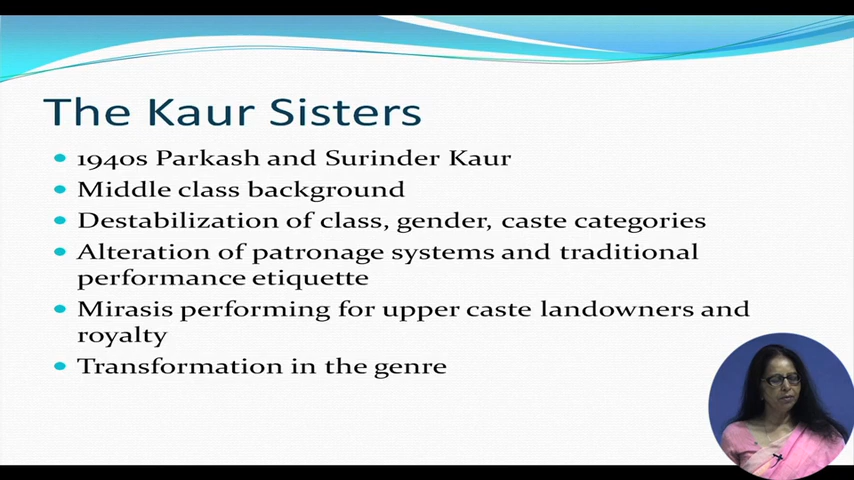 The Kaur Sisters
1940s Parkash and Surinder Kaur
Middle class background
Destabilization of class, gender, caste categories
Alteration of patronage systems and traditional
performance etiquette
Mirasis performing for upper caste landowners and
royalty
Transformation in the genre